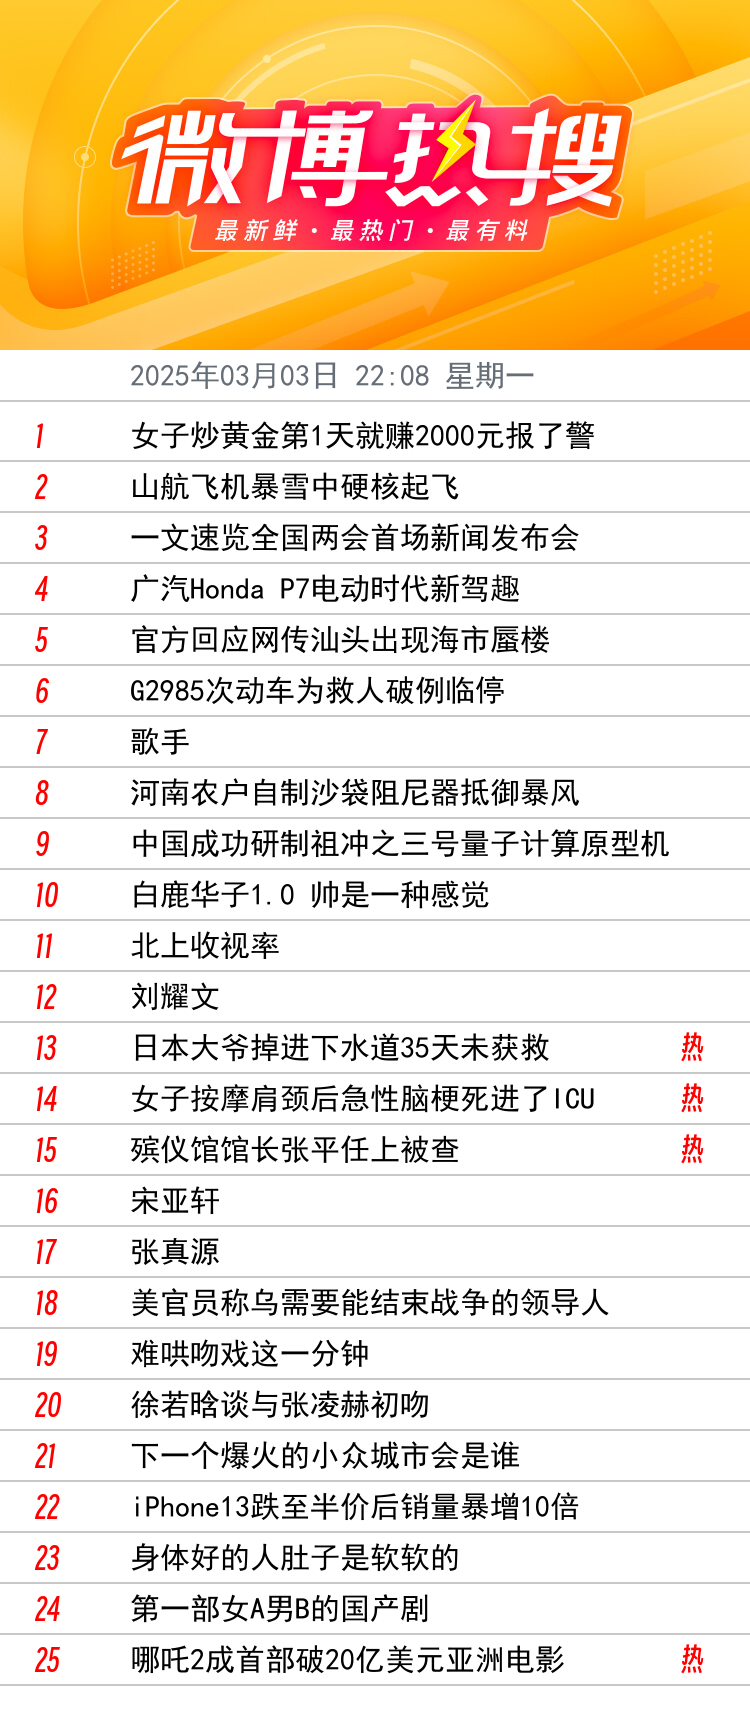 微博热搜
最新鲜·最热门·最有料
2025年03月03日 22:08 星期一
1 女子炒黄金第1天就赚2000元报了警
2 山航飞机暴雪中硬核起飞
3 一文速览全国两会首场新闻发布会
4 广汽Honda P7电动时代新驾趣
5 官方回应网传汕头出现海市蜃楼
6 G2985次动车为救人破例临停
7 歌手
8 河南农户自制沙袋阻尼器抵御暴风
9 中国成功研制祖冲之三号量子计算原型机
10 白鹿华子1.0 帅是一种感觉
11 北上收视率
12 刘耀文
13 日本大爷掉进下水道35天未获救 热
14 女子按摩肩颈后急性脑梗死进了ICU 热
15 殡仪馆馆长张平任上被查 热
16 宋亚轩
17 张真源
18 美官员称乌需要能结束战争的领导人
19 难哄吻戏这一分钟
20 徐若晗谈与张凌赫初吻
21 下一个爆火的小众城市会是谁
22 iPhone13跌至半价后销量暴增10倍
23 身体好的人肚子是软软的
24 第一部女A男B的国产剧
25 哪吒2成首部破20亿美元亚洲电影 热